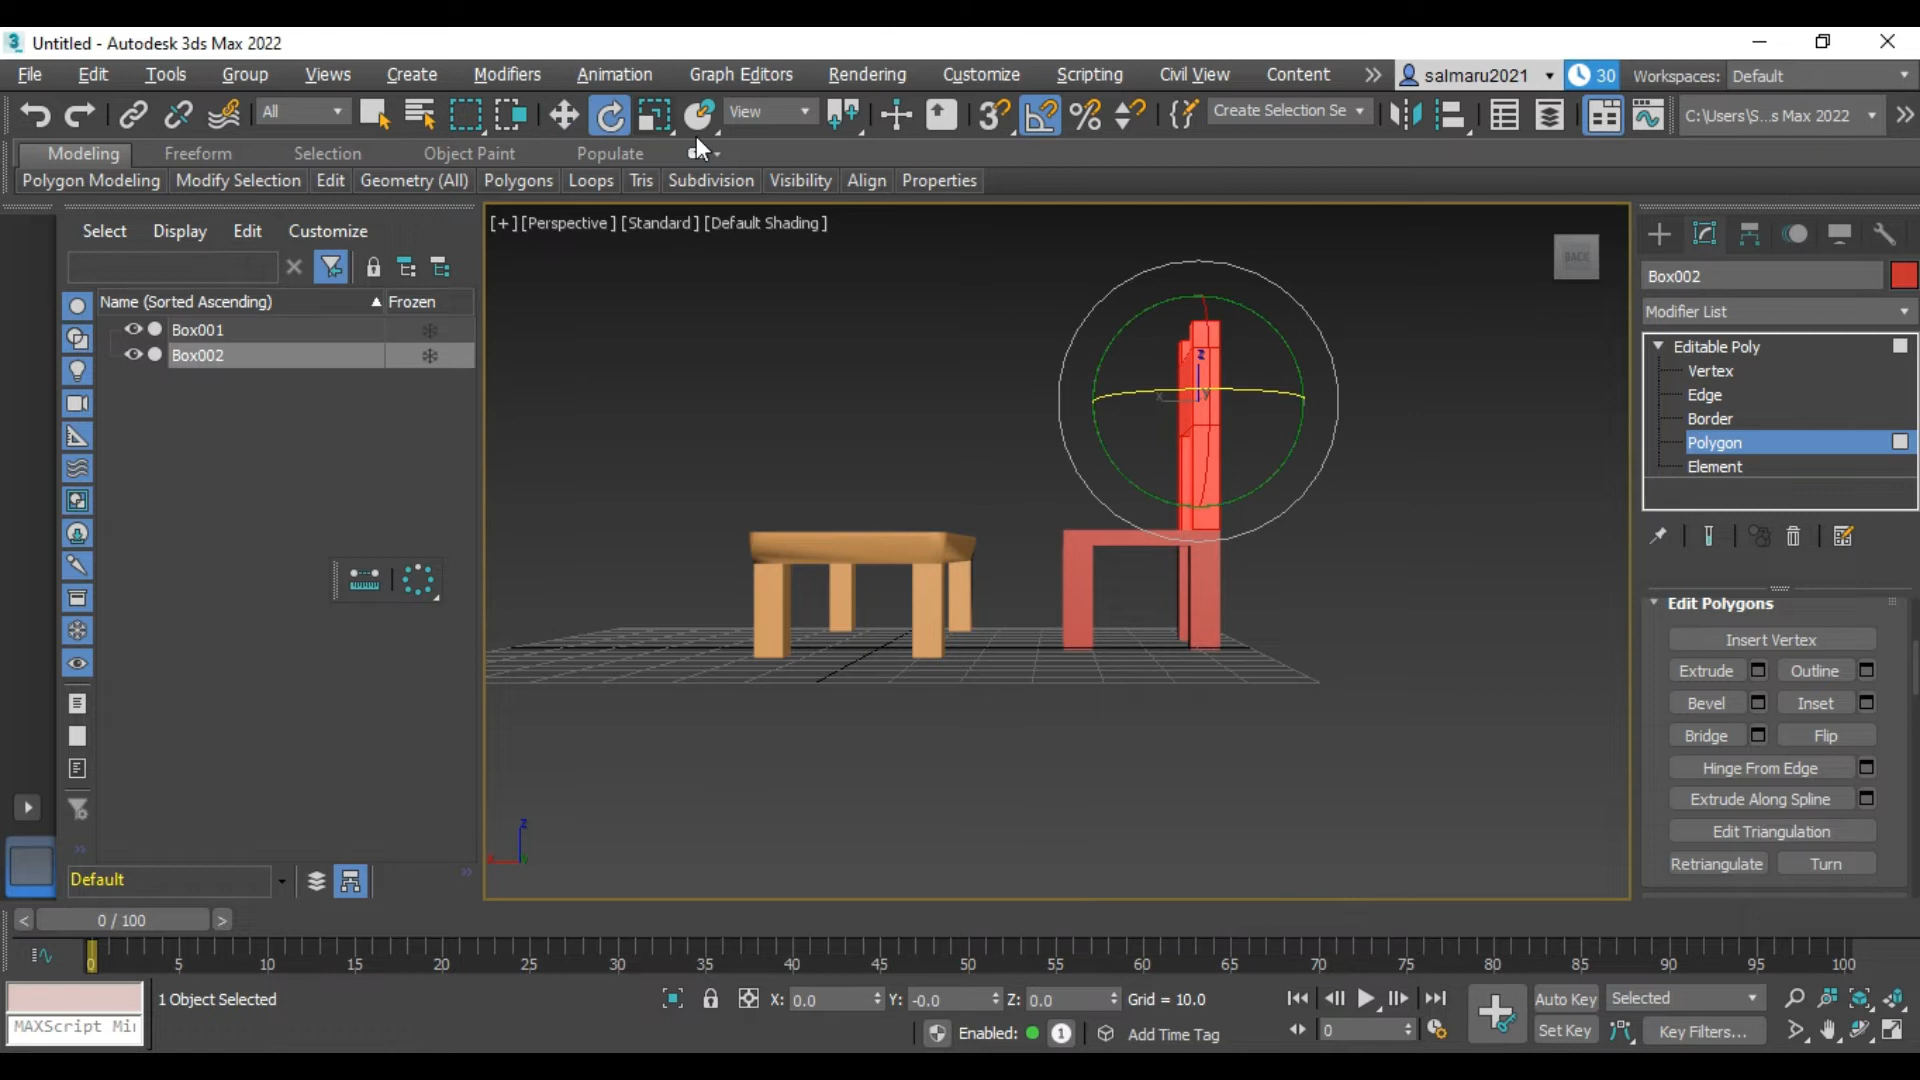 Untitled - Autodesk 3ds Max 2022
File Edit Tools Group Views Create Modifiers Animation Graph Editors Rendering Customize Scripting Civil View Content salmaru2021 30 Workspaces: Default
All View Create Selection Se C:\Users\S...s Max 2022
Modeling Freeform Selection Object Paint Populate
Polygon Modeling Modify Selection Edit Geometry (All) Polygons Loops Tris Subdivision Visibility Align Properties
Select Display Edit Customize
[+] [Perspective ] [Standard ] [Default Shading ]
BACK
Name (Sorted Ascending) Frozen
Box001
Box002
Box002
Modifier List
Editable Poly
Vertex
Edge
Border
Polygon
Element
z
x y
Edit Polygons
Insert Vertex
Extrude Outline
Bevel Inset
Bridge Flip
Hinge From Edge
Extrude Along Spline
Edit Triangulation
Retriangulate Turn
z
x y
Default
0 / 100
0 5 10 15 20 25 30 35 40 45 50 55 60 65 70 75 80 85 90 95 100
1 Object Selected X: 0.0 Y: -0.0 Z: 0.0 Grid = 10.0 Auto Key Selected
MAXScript Mi Enabled: 1 Add Time Tag 0 Set Key Key Filters...